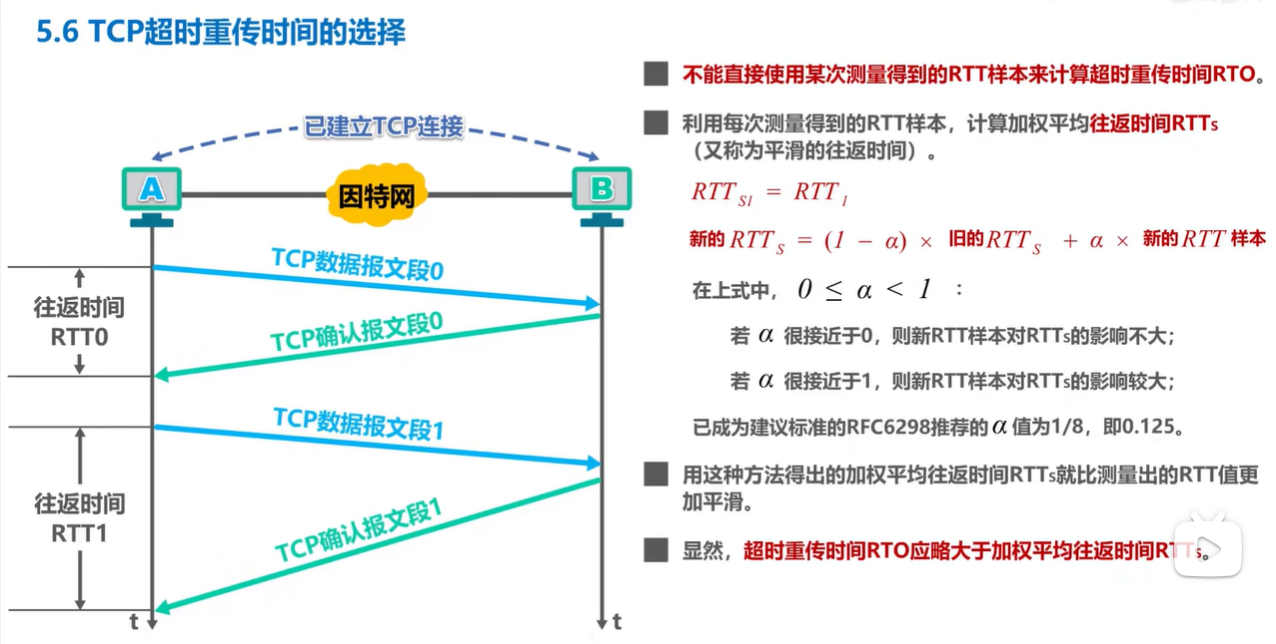 5.6 TCP超时重传时间的选择
已建立TCP连接
A
因特网
B
TCP数据报文段0
往返时间
RTT0
TCP确认报文段0
TCP数据报文段1
往返时间
RTT1
TCP确认报文段1
t
t
不能直接使用某次测量得到的RTT样本来计算超时重传时间RTO。
利用每次测量得到的RTT样本，计算加权平均往返时间RTTs
（又称为平滑的往返时间）。
RTT S1 = RTT 1
新的 RTT S = (1 − α) × 旧的 RTT S + α × 新的 RTT 样本
在上式中， 0 ≤ α < 1 ：
若 α 很接近于0，则新RTT样本对RTTs的影响不大；
若 α 很接近于1，则新RTT样本对RTTs的影响较大；
已成为建议标准的RFC6298推荐的 α 值为1/8，即0.125。
用这种方法得出的加权平均往返时间RTTs就比测量出的RTT值更
加平滑。
显然，超时重传时间RTO应略大于加权平均往返时间RTTs。